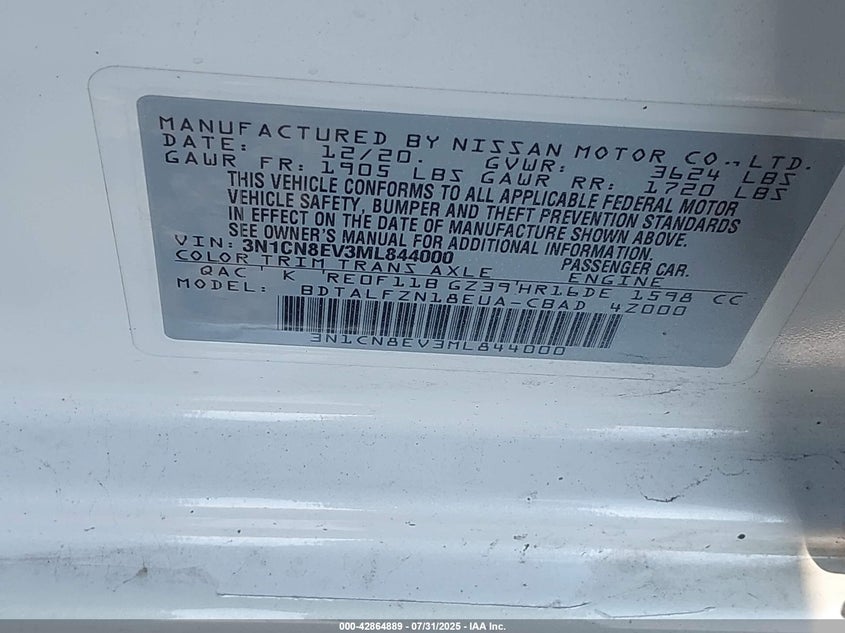 MANUFACTURED BY NISSAN MOTOR CO., LTD.
DATE: 12/20. GVWR: 3624 LBS
GAWR FR: 1905 LBS GAWR RR: 1720 LBS
THIS VEHICLE CONFORMS TO ALL APPLICABLE FEDERAL MOTOR
VEHICLE SAFETY, BUMPER AND THEFT PREVENTION STANDARDS
IN EFFECT ON THE DATE OF MANUFACTURE SHOWN ABOVE.
SEE OWNER'S MANUAL FOR ADDITIONAL INFORMATION.
VIN: 3N1CN8EV3ML844000 PASSENGER CAR.
COLOR TRIM TRANS AXLE ENGINE
QAC' K 'RE0F11B GZ39'HR16DE 1598 CC
BDTALFZN18EUA-CBAD 4Z000
3N1CN8EV3ML844000
000-42864889 - 07/31/2025 - IAA Inc.